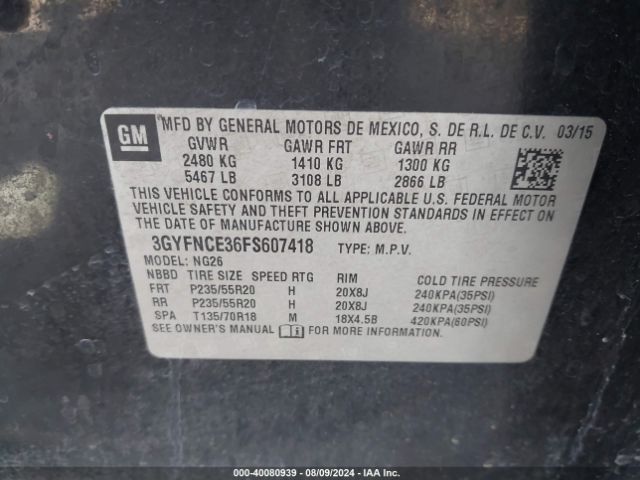 GM
MFD BY GENERAL MOTORS DE MEXICO, S. DE R.L. DE C.V. 03/15
GVWR GAWR FRT GAWR RR
2480 KG 1410 KG 1300 KG
5467 LB 3108 LB 2866 LB
THIS VEHICLE CONFORMS TO ALL APPLICABLE U.S. FEDERAL MOTOR
VEHICLE SAFETY AND THEFT PREVENTION STANDARDS IN EFFECT ON
THE DATE OF MANUFACTURE SHOWN ABOVE.
3GYFNCE36FS607418 TYPE: M.P.V.
MODEL: NG26
NBBD TIRE SIZE SPEED RTG RIM COLD TIRE PRESSURE
FRT P235/55R20 H 20X8J 240KPA(35PSI)
RR P235/55R20 H 20X8J 240KPA(35PSI)
SPA T135/70R18 M 18X4.5B 420KPA(60PSI)
SEE OWNER'S MANUAL FOR MORE INFORMATION.
000-40080939 - 08/09/2024 - IAA Inc.